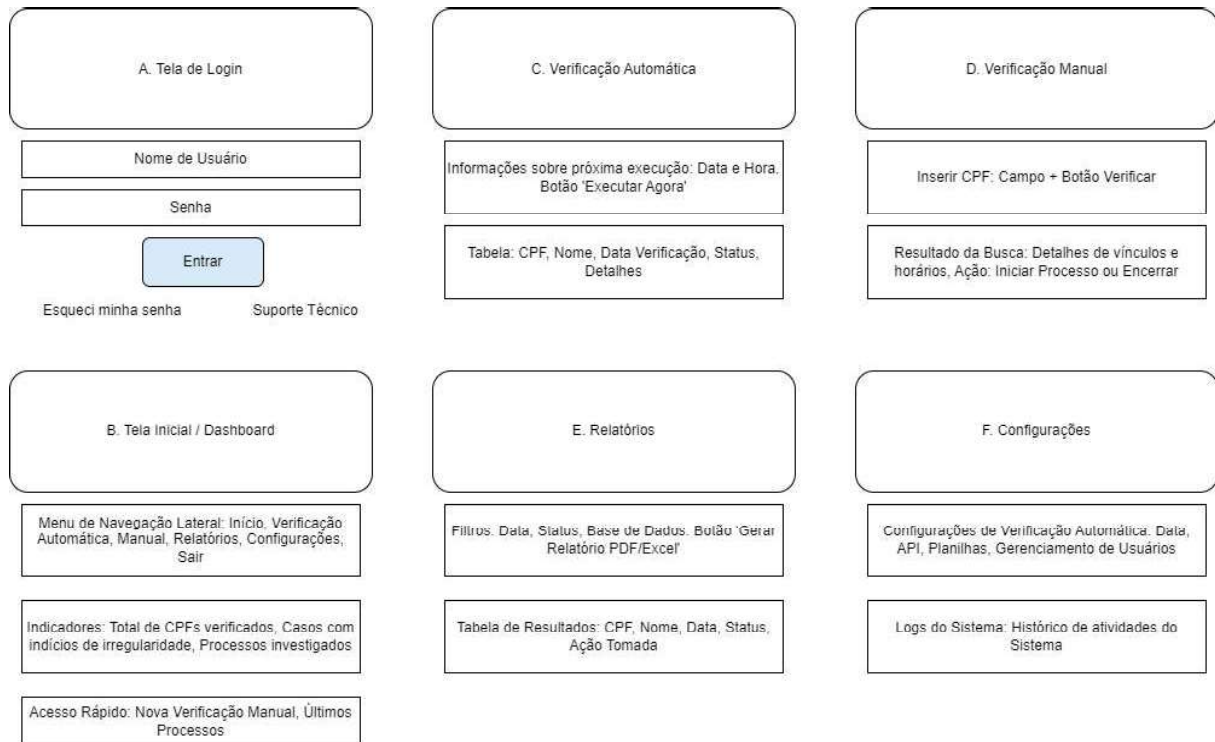 A. Tela de Login
Nome de Usuário
Senha
Entrar
Esqueci minha senha
Suporte Tècnico
C. Verificação Automática
Informações sobre próxima execução: Data e Hora.
Botão 'Executar Agora'
Tabela: CPF, Nome, Data Verificação, Status,
Detalhes
D. Verificação Manual
Inserir CPF: Campo + Botão Verificar
Resultado da Busca: Detalhes de vínculos e
horários, Ação: Iniciar Processo ou Encerrar
B. Tela Inicial / Dashboard
Menu de Navegação Lateral: Início, Verificação
Automática, Manual, Relatórios, Configurações,
Sair
Indicadores: Total de CPFs verificados, Casos com
indícios de irregularidade, Processos investigados
Acesso Rápido: Nova Verificação Manual, Últimos
Processos
E. Relatórios
Filtros. Data, Status, Base de Dados. Botão 'Gerar
Relatório PDF/Excel'
Tabela de Resultados: CPF, Nome, Data, Status,
Ação Tomada
F. Configurações
Configurações de Verificação Automática. Data,
API, Planilhas, Gerenciamento de Usuários
Logs do Sistema: Histórico de atividades do
Sistema